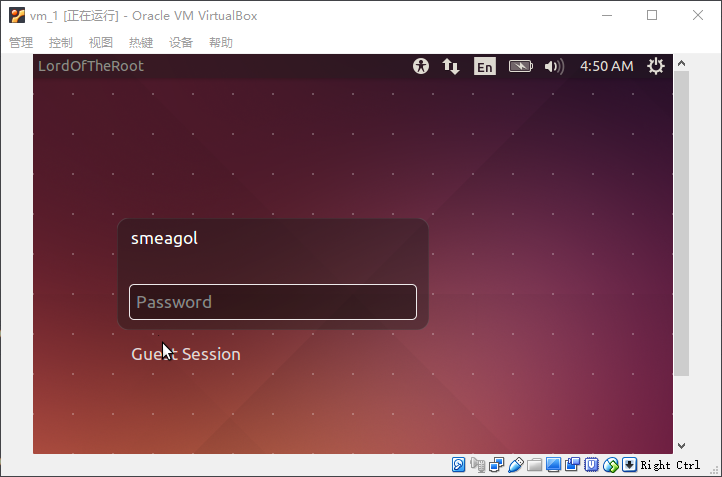 vm_1 [正在运行] - Oracle VM VirtualBox
管理 控制 视图 热键 设备 帮助
LordOfTheRoot En 4:50 AM
smeagol
Password
Guest Session
Right Ctrl